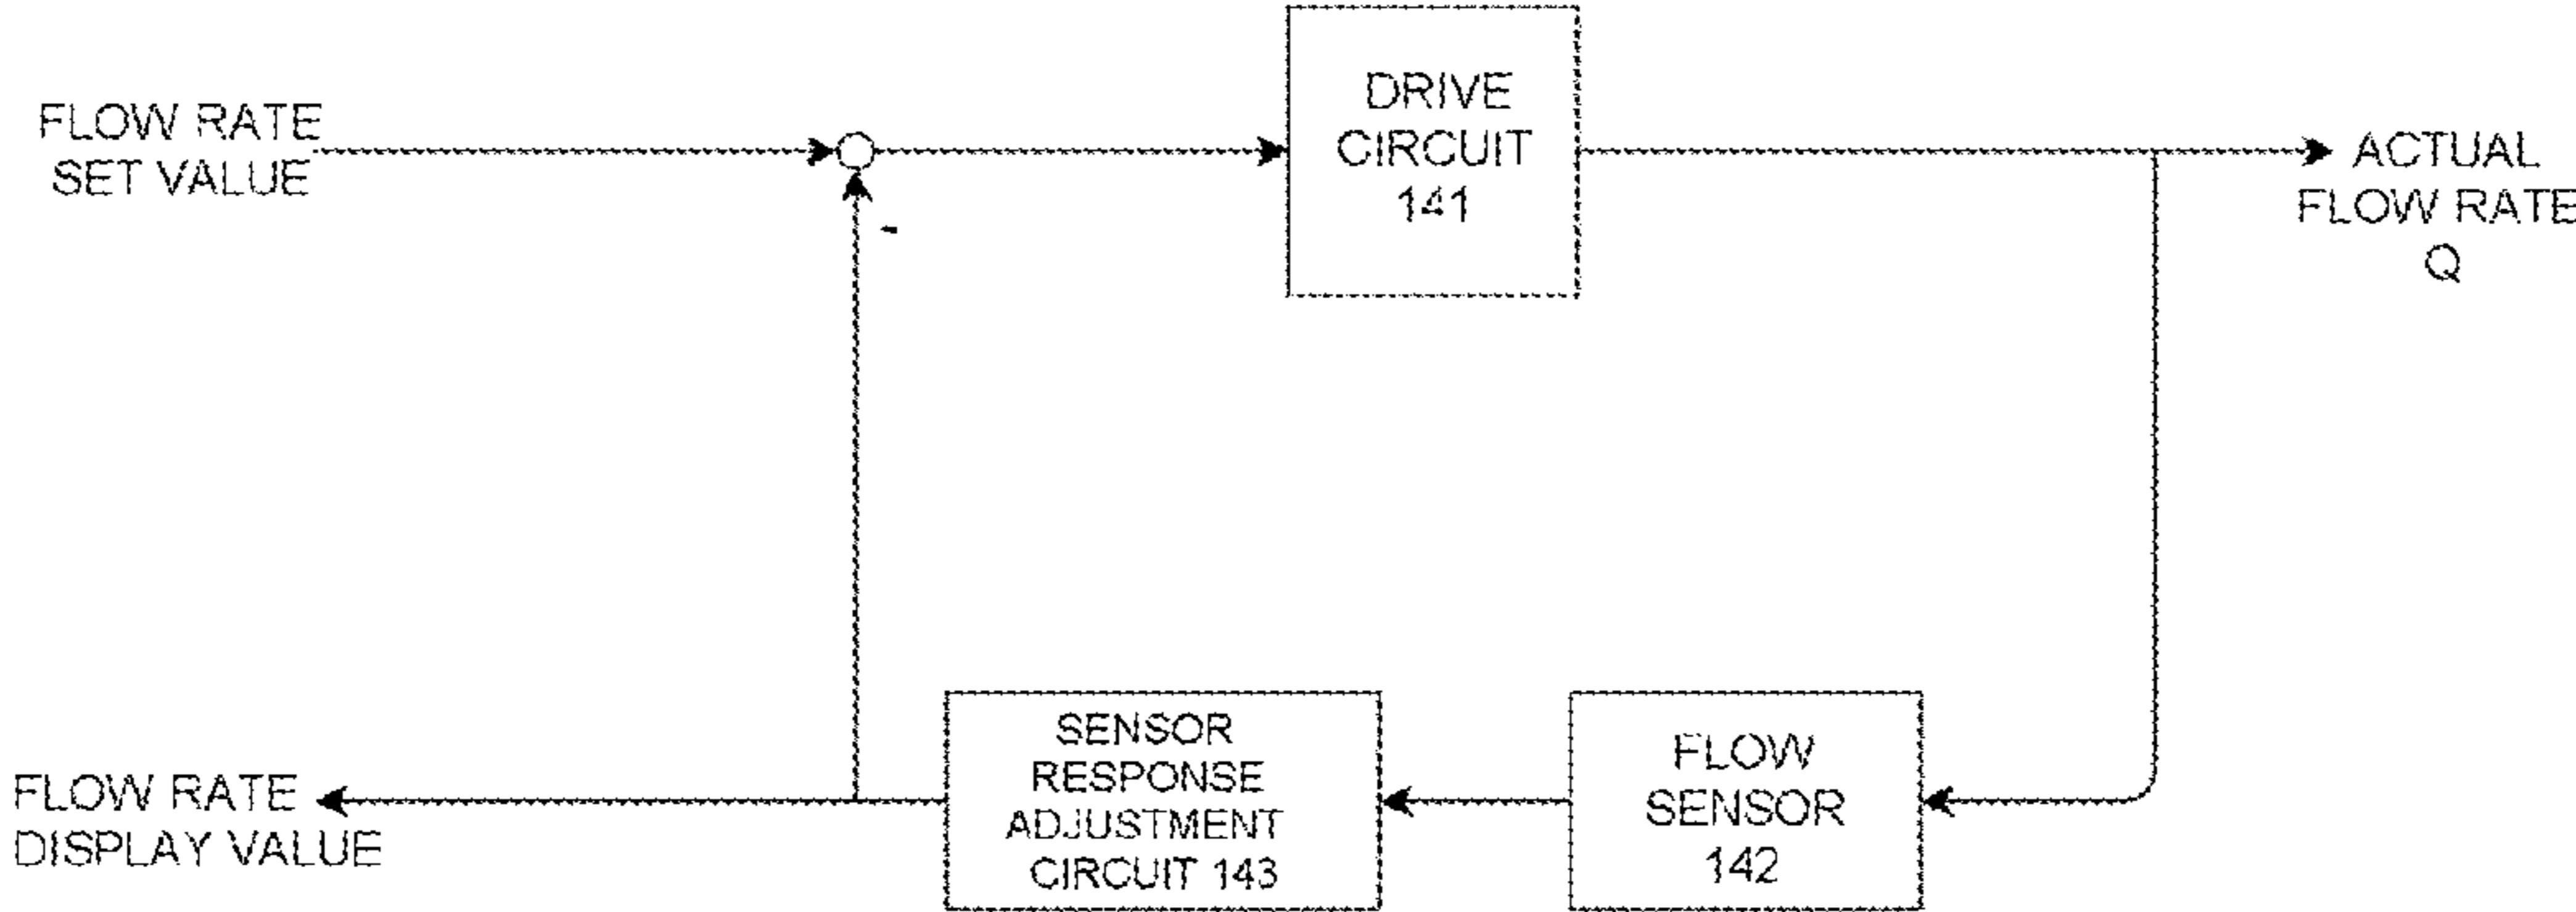 FLOW RATE
SET VALUE
-
DRIVE
CIRCUIT
141
ACTUAL
FLOW RATE
Q
FLOW RATE
DISPLAY VALUE
SENSOR
RESPONSE
ADJUSTMENT
CIRCUIT 143
FLOW
SENSOR
142